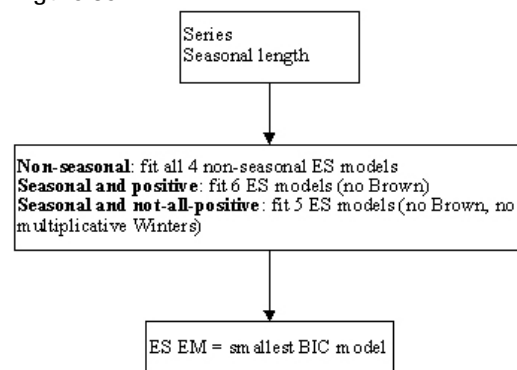 Series
Seasonal length
Non-seasonal: fit all 4 non-seasonal ES models
Seasonal and positive: fit 6 ES models (no Brown)
Seasonal and not-all-positive: fit 5 ES models (no Brown, no
multiplicative Winters)
ES EM = smallest BIC model